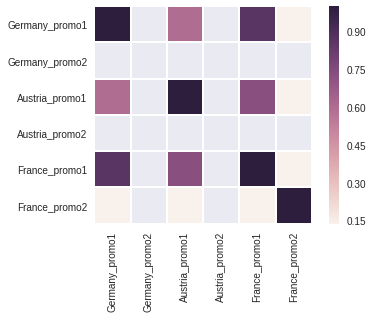 Germany_promo1
Germany_promo2
Austria_promo1
Austria_promo2
France_promo1
France_promo2
Germany_promo1
Germany_promo2
Austria_promo1
Austria_promo2
France_promo1
France_promo2
0.90
0.75
0.60
0.45
0.30
0.15